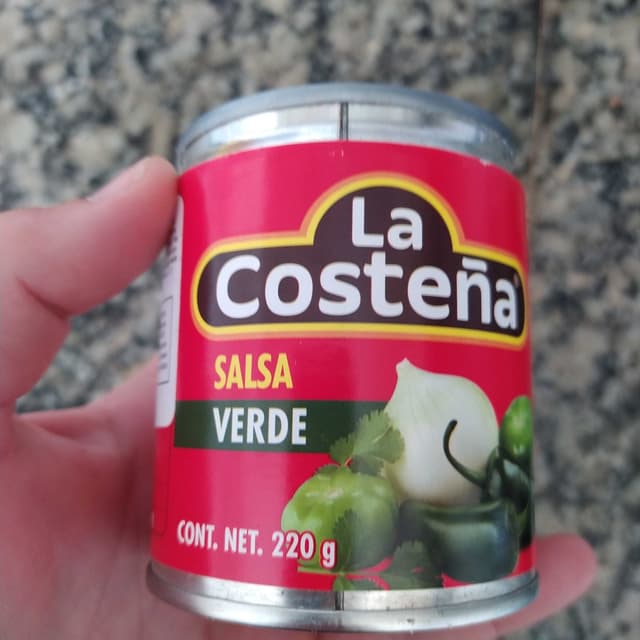 La
Costeña
SALSA
VERDE
CONT. NET. 220 g